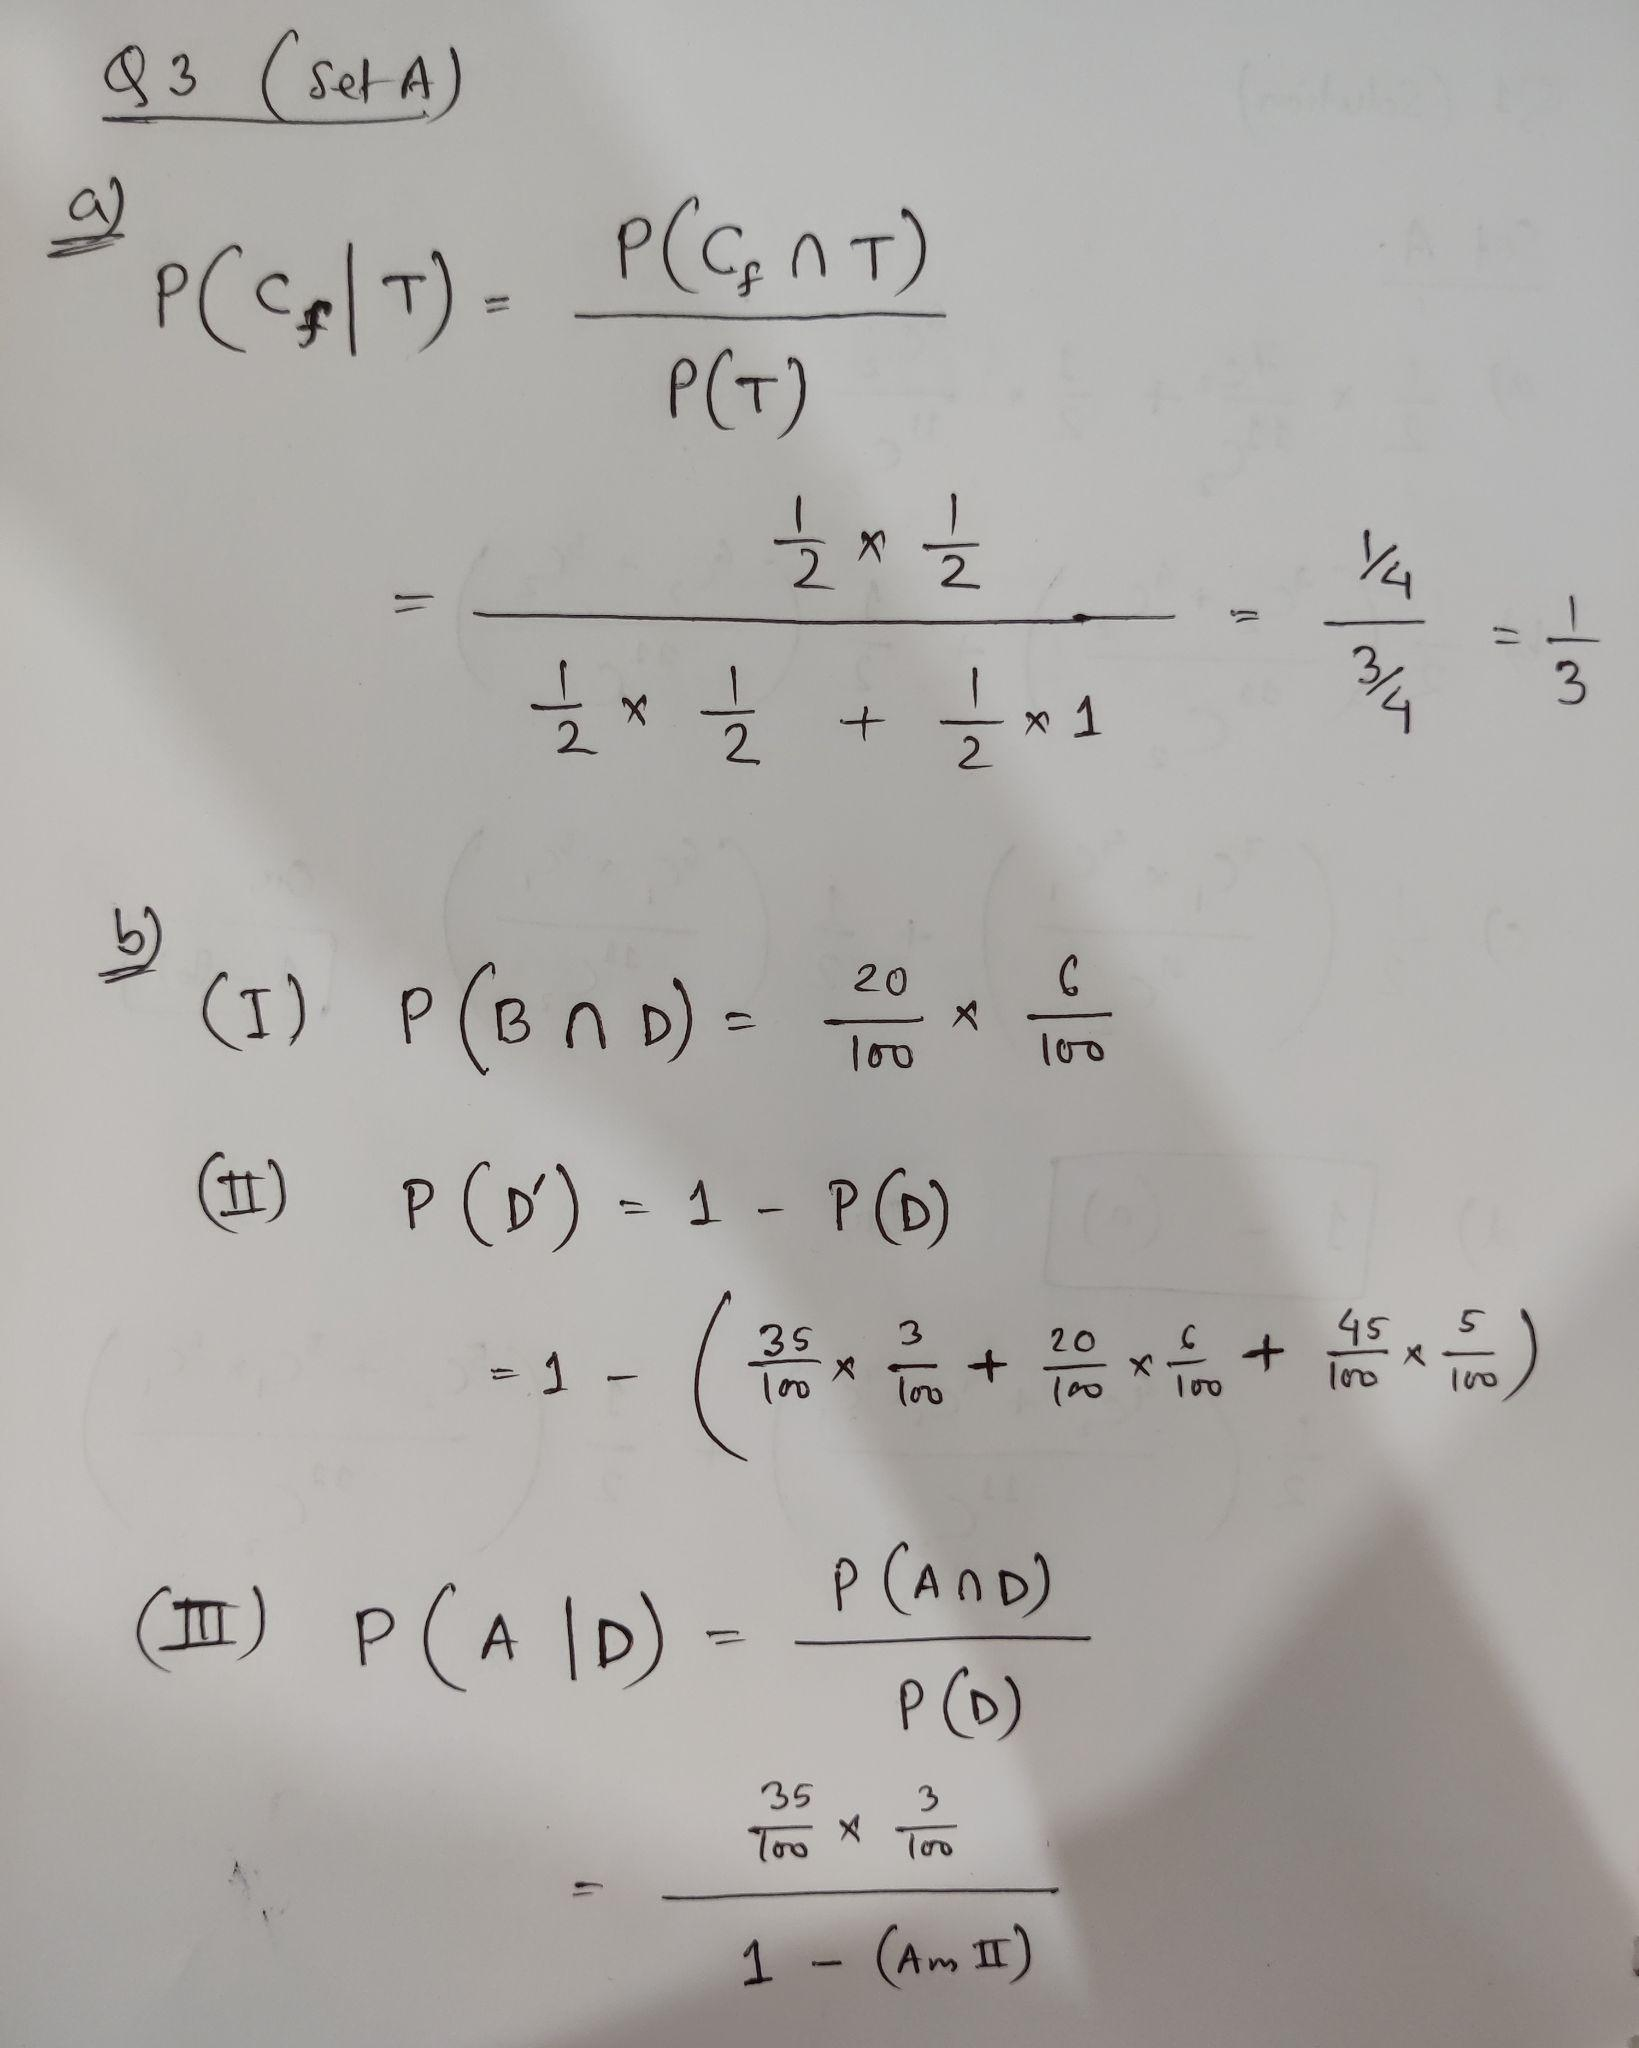 Q3 (Set A)
a)
P(C_f | T) = P(C_f ∩ T) / P(T)
= (1/2 × 1/2) / (1/2 × 1/2 + 1/2 × 1) = (1/4) / (3/4) = 1/3
b)
(I) P(B ∩ D) = 20/100 × 6/100
(II) P(D') = 1 - P(D)
= 1 - (35/100 × 3/100 + 20/100 × 6/100 + 45/100 × 5/100)
(III) P(A | D) = P(A ∩ D) / P(D)
= (35/100 × 3/100) / (1 - (Ans II))